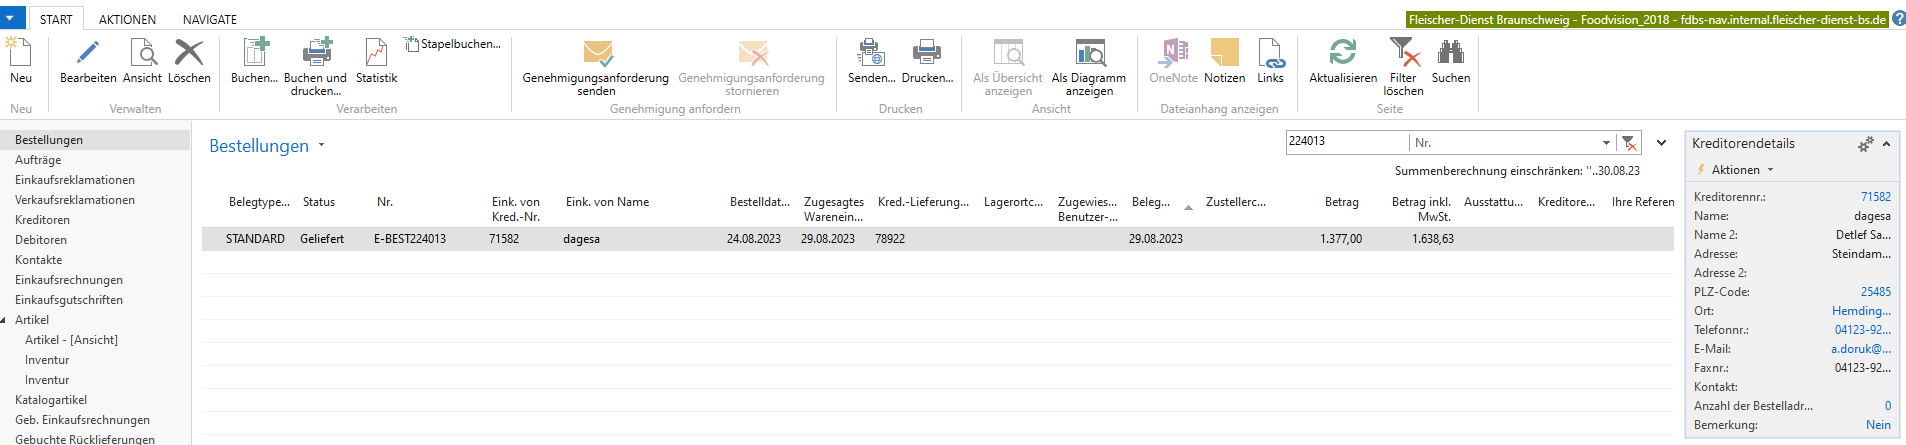 START AKTIONEN NAVIGATE
Fleischer-Dienst Braunschweig - Foodvision_2018 - fdbs-nav.internal.fleischer-dienst-bs.de
Neu
Bearbeiten Ansicht Löschen
Buchen... Buchen und drucken... Statistik
Stapelbuchen...
Genehmigungsanforderung senden
Genehmigungsanforderung stornieren
Senden... Drucken...
Als Übersicht anzeigen
Als Diagramm anzeigen
OneNote Notizen Links
Aktualisieren Filter löschen Suchen
Neu Verwalten Verarbeiten Genehmigung anfordern Drucken Ansicht Dateianhang anzeigen Seite
Bestellungen
Aufträge
Einkaufsreklamationen
Verkaufsreklamationen
Kreditoren
Debitoren
Kontakte
Einkaufsrechnungen
Einkaufsgutschriften
Artikel
Artikel - [Ansicht]
Inventur
Inventur
Katalogartikel
Geb. Einkaufsrechnungen
Gebuchte Rücklieferungen
Bestellungen
224013 Nr.
Summenberechnung einschränken: ''..30.08.23
Belegtype... Status Nr. Eink. von Kred.-Nr. Eink. von Name Bestelldat... Zugesagtes Warenein... Kred.-Lieferung... Lagerortc... Zugewies... Benutzer-... Beleg... Zustellerc... Betrag Betrag inkl. MwSt. Ausstattu... Kreditore... Ihre Referen
STANDARD Geliefert E-BEST224013 71582 dagesa 24.08.2023 29.08.2023 78922 29.08.2023 1.377,00 1.638,63
Kreditorendetails
Aktionen
Kreditorennr.: 71582
Name: dagesa
Name 2: Detlef Sa...
Adresse: Steindam...
Adresse 2:
PLZ-Code: 25485
Ort: Hemding...
Telefonnr.: 04123-92...
E-Mail: a.doruk@...
Faxnr.: 04123-92...
Kontakt:
Anzahl der Bestelladr... 0
Bemerkung: Nein